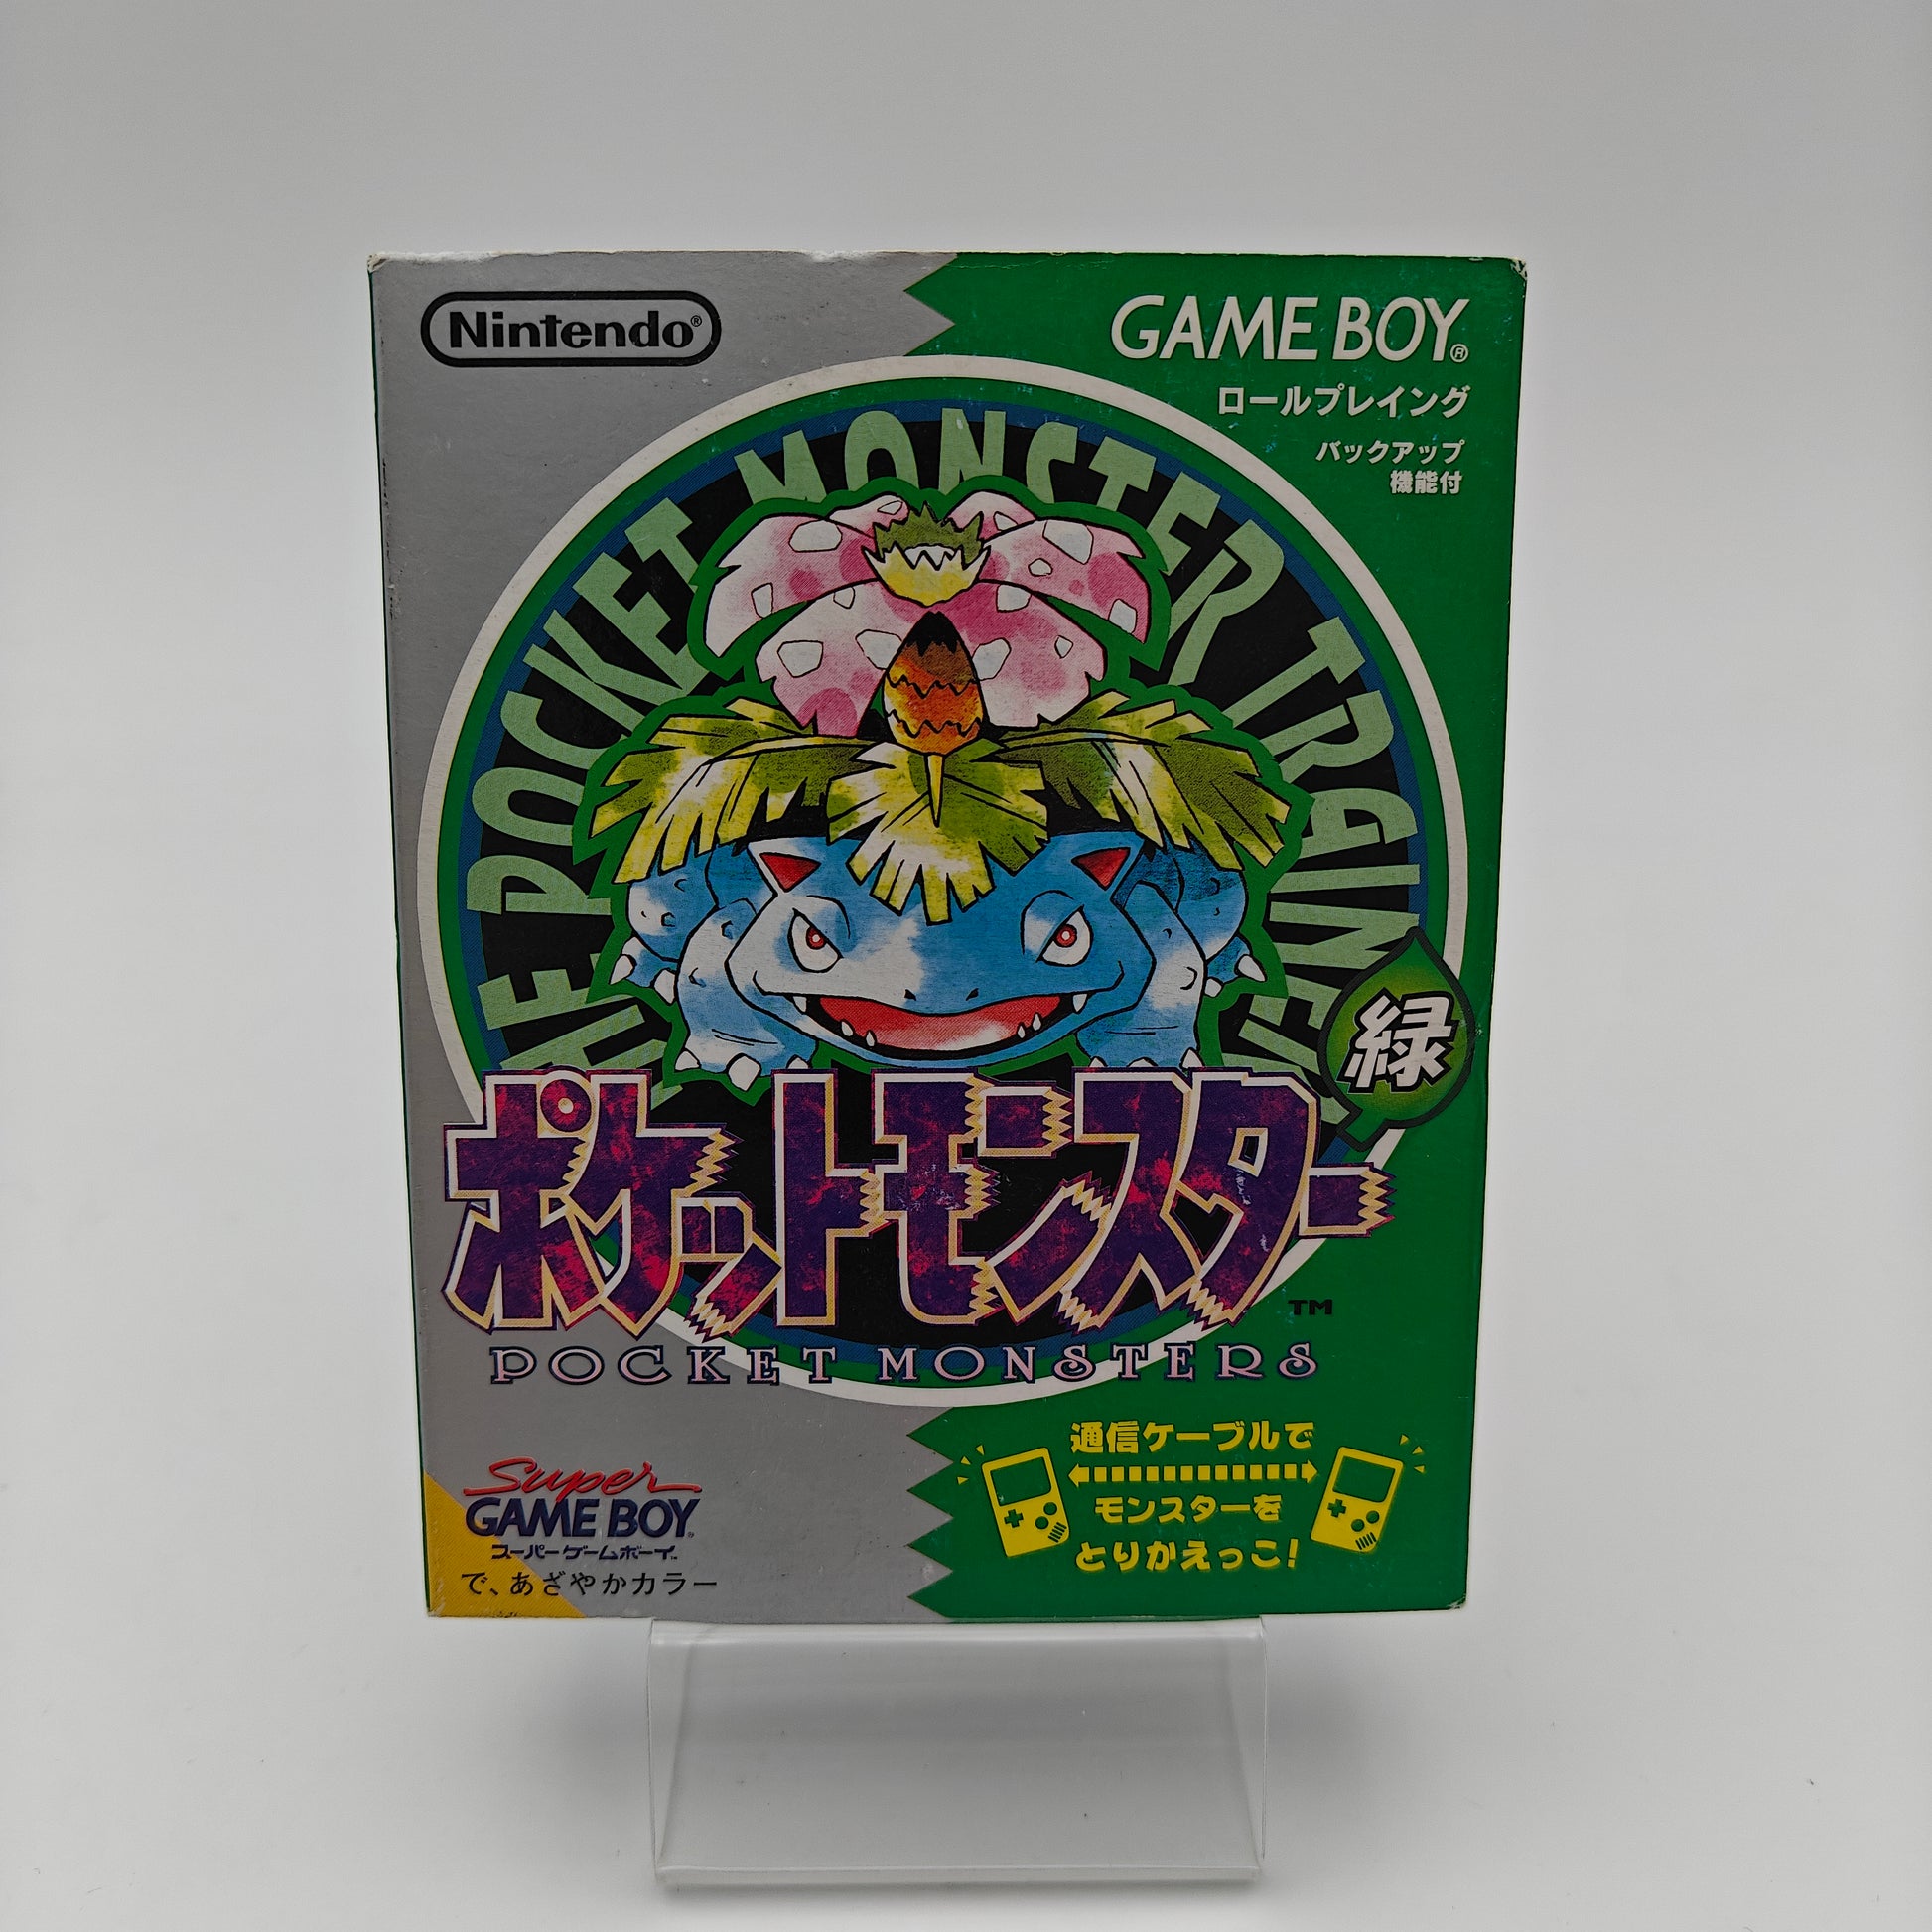 Nintendo®
GAME BOY®
ロールプレイング
バックアップ
機能付
POCKET MONSTER TRAINER
緑
ポケットモンスター
TM
POCKET MONSTERS
Super
GAME BOY
スーパーゲームボーイ
で、あざやかカラー
通信ケーブルで
モンスターを
とりかえっこ!